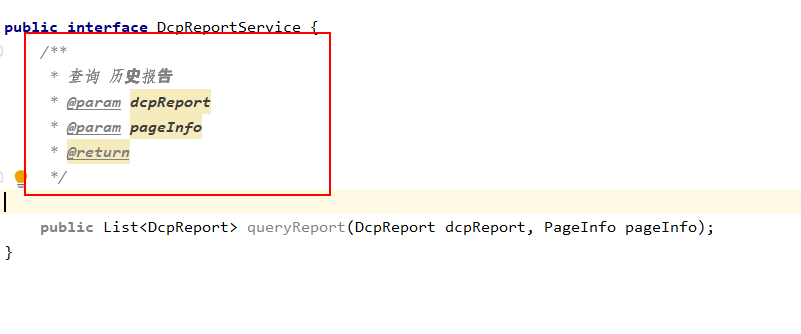 public interface DcpReportService {
/**
* 查询 历史报告
* @param dcpReport
* @param pageInfo
* @return
*/
public List<DcpReport> queryReport(DcpReport dcpReport, PageInfo pageInfo);
}